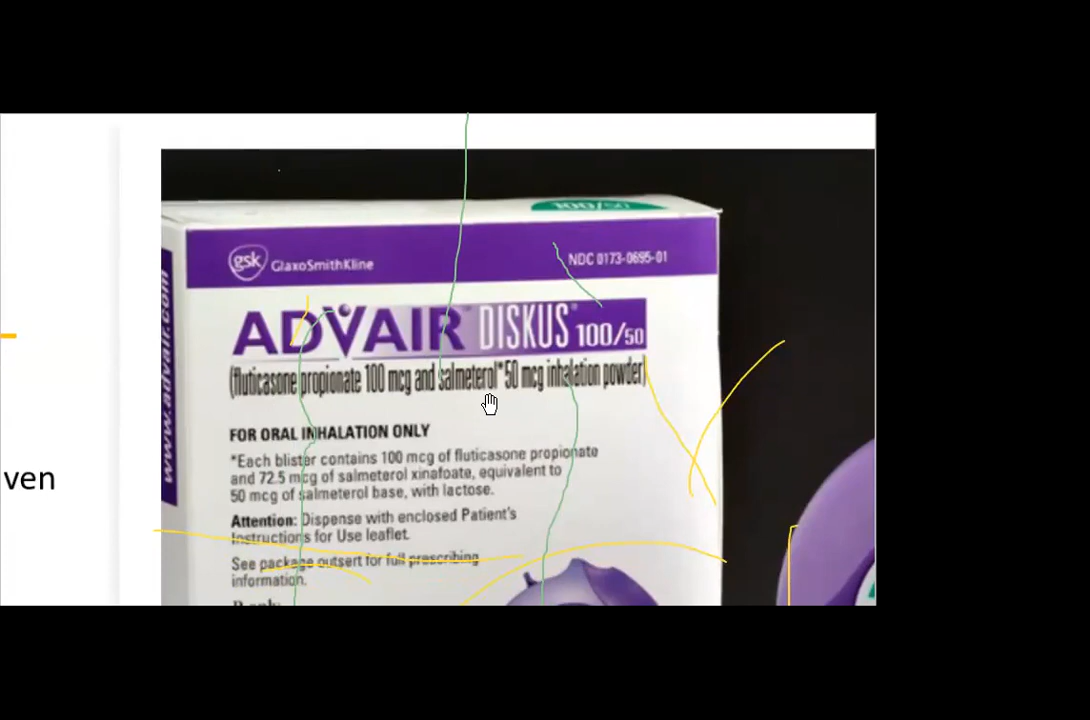 100/50
gsk GlaxoSmithKline
NDC 0173-0695-01
www.advair.com
ADVAIR DISKUS® 100/50
(fluticasone propionate 100 mcg and salmeterol* 50 mcg inhalation powder)
FOR ORAL INHALATION ONLY
*Each blister contains 100 mcg of fluticasone propionate
and 72.5 mcg of salmeterol xinafoate, equivalent to
50 mcg of salmeterol base, with lactose.
Attention: Dispense with enclosed Patient's
Instructions for Use leaflet.
See package outsert for full prescribing
information.
ven